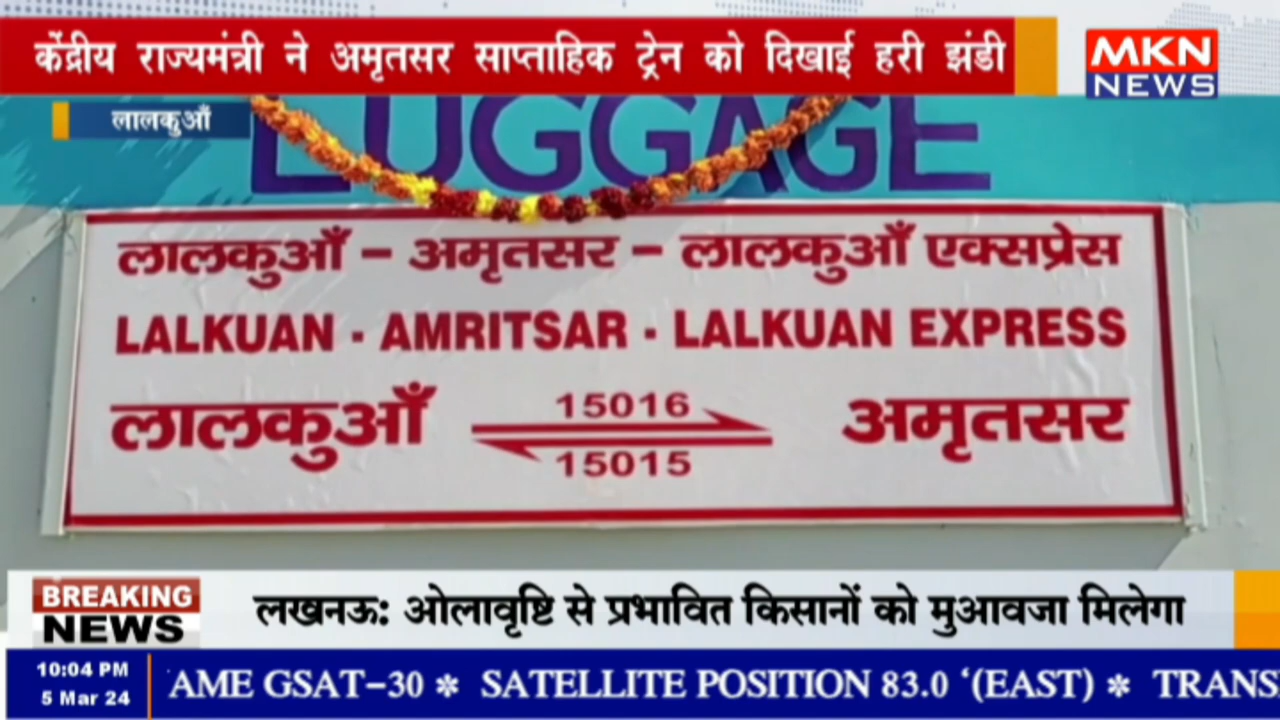 केंद्रीय राज्यमंत्री ने अमृतसर साप्ताहिक ट्रेन को दिखाई हरी झंडी
MKN
NEWS
लालकुआँ
LUGGAGE
लालकुआँ – अमृतसर – लालकुआँ एक्सप्रेस
LALKUAN - AMRITSAR - LALKUAN EXPRESS
लालकुआँ 15016 अमृतसर
15015
BREAKING
NEWS
लखनऊ: ओलावृष्टि से प्रभावित किसानों को मुआवजा मिलेगा
10:04 PM
5 Mar 24
AME GSAT-30 * SATELLITE POSITION 83.0 ‘(EAST) * TRANS